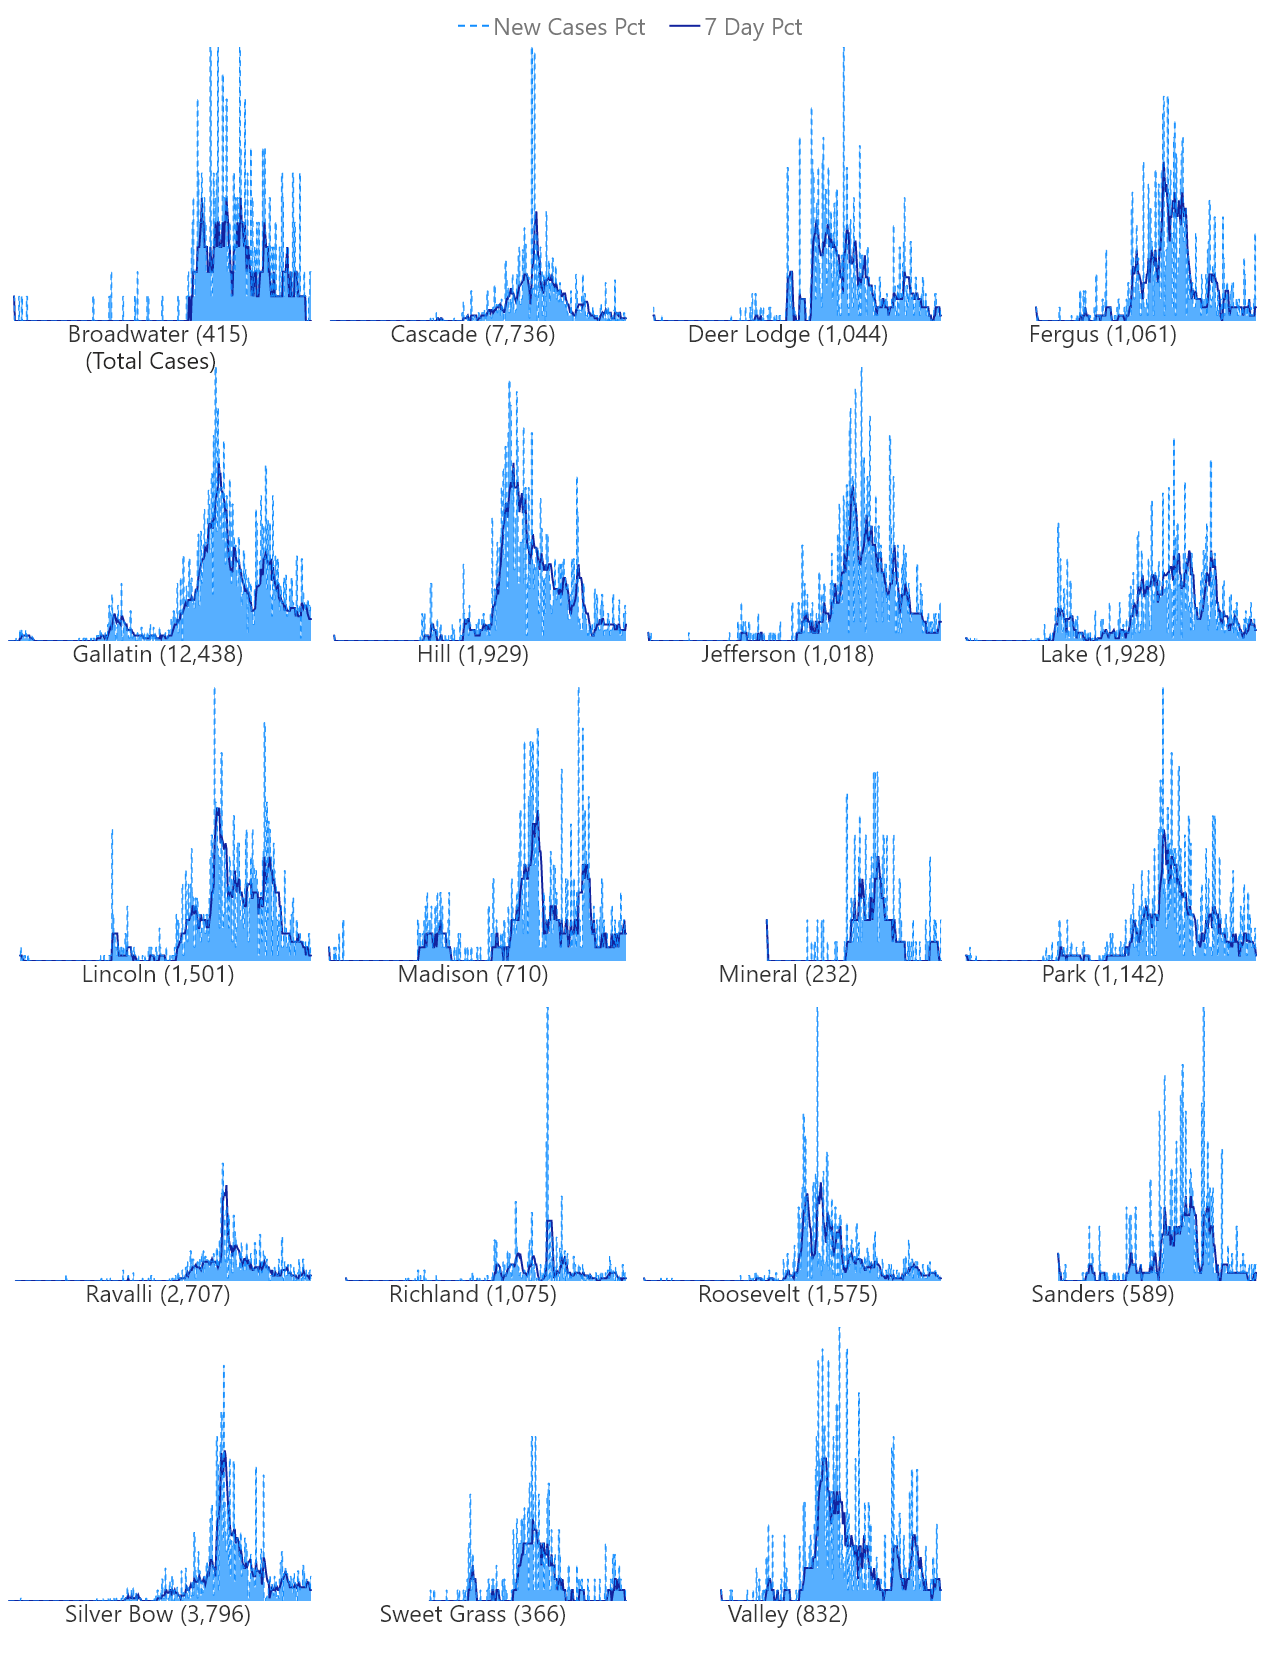 New Cases Pct 7 Day Pct
Broadwater (415) Cascade (7,736) Deer Lodge (1,044) Fergus (1,061)
(Total Cases)
Gallatin (12,438) Hill (1,929) Jefferson (1,018) Lake (1,928)
Lincoln (1,501) Madison (710) Mineral (232) Park (1,142)
Ravalli (2,707) Richland (1,075) Roosevelt (1,575) Sanders (589)
Silver Bow (3,796) Sweet Grass (366) Valley (832)